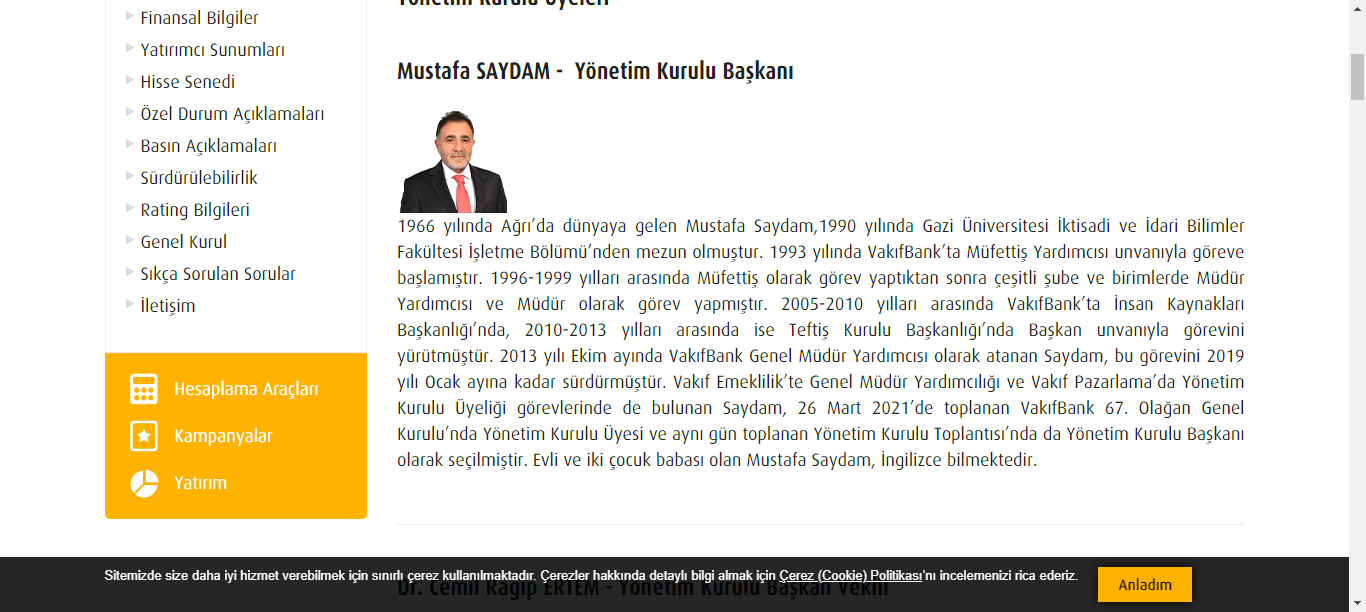 Yönetim Kurulu Üyeleri
Finansal Bilgiler
Yatırımcı Sunumları
Hisse Senedi
Özel Durum Açıklamaları
Basın Açıklamaları
Sürdürülebilirlik
Rating Bilgileri
Genel Kurul
Sıkça Sorulan Sorular
İletişim
Hesaplama Araçları
Kampanyalar
Yatırım
Mustafa SAYDAM - Yönetim Kurulu Başkanı
1966 yılında Ağrı’da dünyaya gelen Mustafa Saydam,1990 yılında Gazi Üniversitesi İktisadi ve İdari Bilimler
Fakültesi İşletme Bölümü’nden mezun olmuştur. 1993 yılında VakıfBank’ta Müfettiş Yardımcısı unvanıyla göreve
başlamıştır. 1996-1999 yılları arasında Müfettiş olarak görev yaptıktan sonra çeşitli şube ve birimlerde Müdür
Yardımcısı ve Müdür olarak görev yapmıştır. 2005-2010 yılları arasında VakıfBank’ta İnsan Kaynakları
Başkanlığı’nda, 2010-2013 yılları arasında ise Teftiş Kurulu Başkanlığı’nda Başkan unvanıyla görevini
yürütmüştür. 2013 yılı Ekim ayında VakıfBank Genel Müdür Yardımcısı olarak atanan Saydam, bu görevini 2019
yılı Ocak ayına kadar sürdürmüştür. Vakıf Emeklilik’te Genel Müdür Yardımcılığı ve Vakıf Pazarlama’da Yönetim
Kurulu Üyeliği görevlerinde de bulunan Saydam, 26 Mart 2021’de toplanan VakıfBank 67. Olağan Genel
Kurulu’nda Yönetim Kurulu Üyesi ve aynı gün toplanan Yönetim Kurulu Toplantısı’nda da Yönetim Kurulu Başkanı
olarak seçilmiştir. Evli ve iki çocuk babası olan Mustafa Saydam, İngilizce bilmektedir.
Sitemizde size daha iyi hizmet verebilmek için sınırlı çerez kullanılmaktadır. Çerezler hakkında detaylı bilgi almak için Çerez (Cookie) Politikası'nı incelemenizi rica ederiz.
Anladım
Dr. Cemil Ragıp ERTEM - Yönetim Kurulu Başkan Vekili